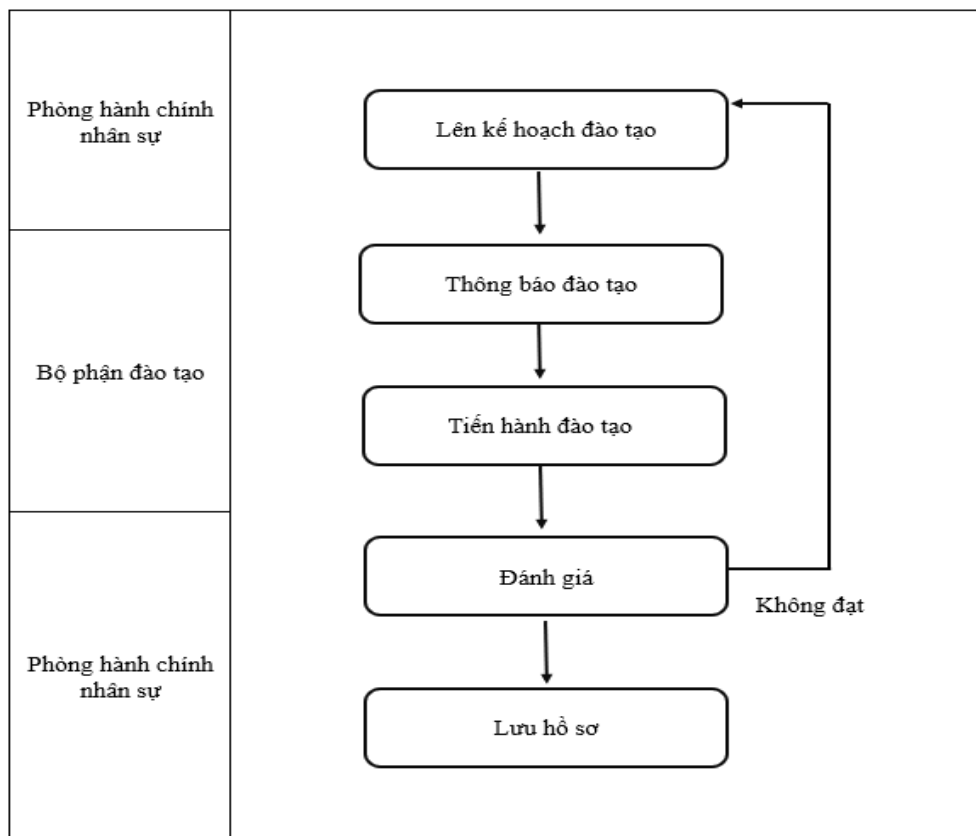 Phòng hành chính
nhân sự
Lên kế hoạch đào tạo
Thông báo đào tạo
Bộ phận đào tạo
Tiến hành đào tạo
Đánh giá
Không đạt
Phòng hành chính
nhân sự
Lưu hồ sơ